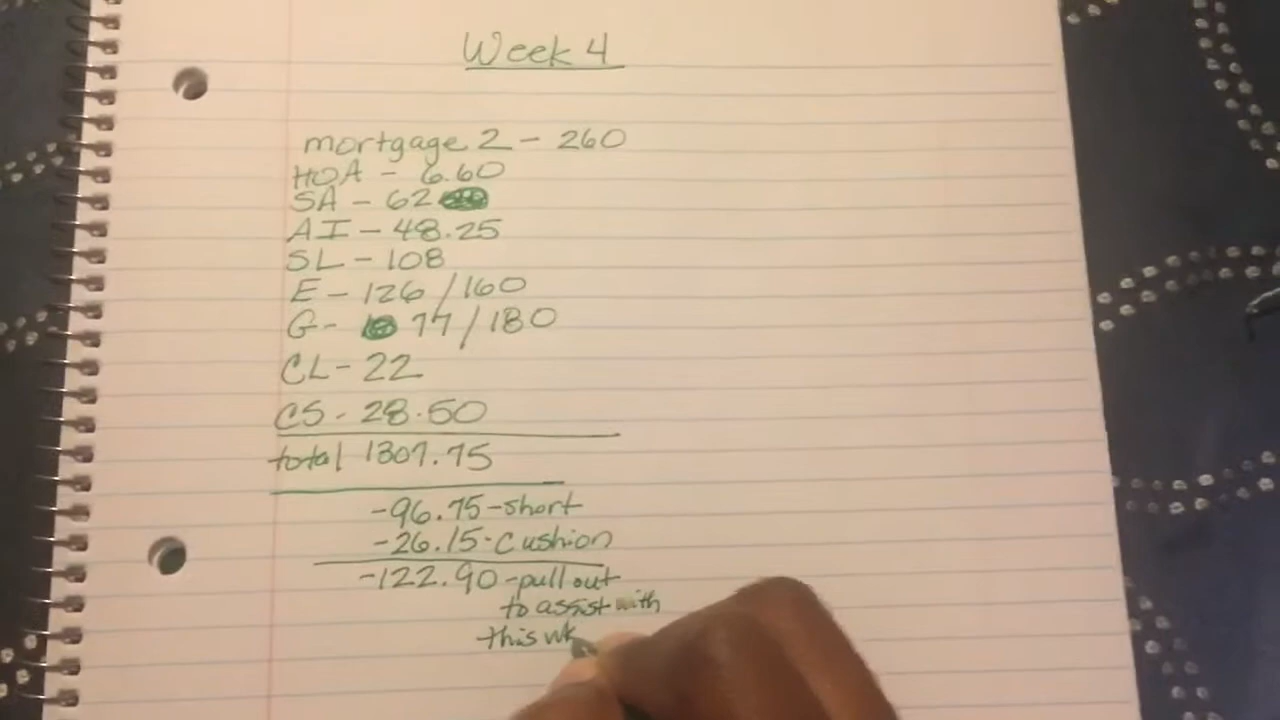 Week 4
mortgage 2 - 260
HOA - 6.60
SA - 62
AI - 48.25
SL - 108
E - 126 / 160
G - 77 / 180
CL - 22
CS - 28.50
total 1307.75
-96.75 - short
-26.15 - cushion
-122.90 - pull out
to assist with
this wk